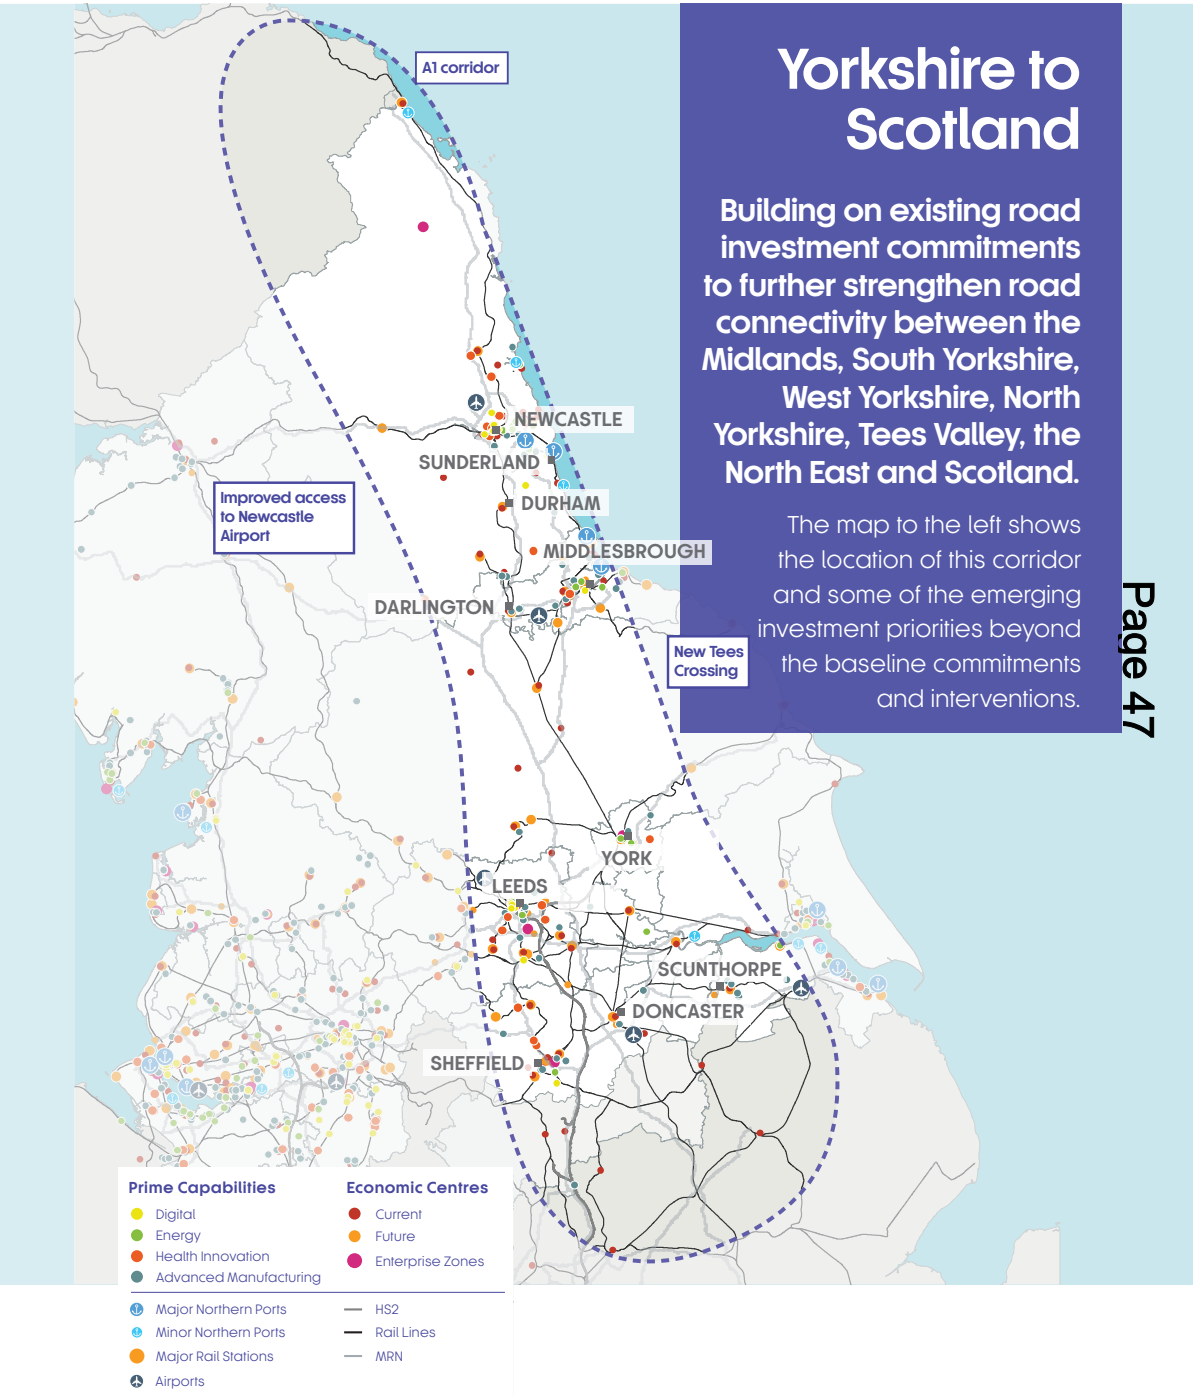 Yorkshire to
Scotland
Building on existing road
investment commitments
to further strengthen road
connectivity between the
Midlands, South Yorkshire,
West Yorkshire, North
Yorkshire, Tees Valley, the
North East and Scotland.
The map to the left shows
the location of this corridor
and some of the emerging
investment priorities beyond
the baseline commitments
and interventions.
Page 47
A1 corridor
NEWCASTLE
SUNDERLAND
Improved access
to Newcastle
Airport
DURHAM
MIDDLESBROUGH
DARLINGTON
New Tees
Crossing
YORK
LEEDS
SCUNTHORPE
DONCASTER
SHEFFIELD
Prime Capabilities
Digital
Energy
Health Innovation
Advanced Manufacturing
Economic Centres
Current
Future
Enterprise Zones
Major Northern Ports
Minor Northern Ports
Major Rail Stations
Airports
HS2
Rail Lines
MRN